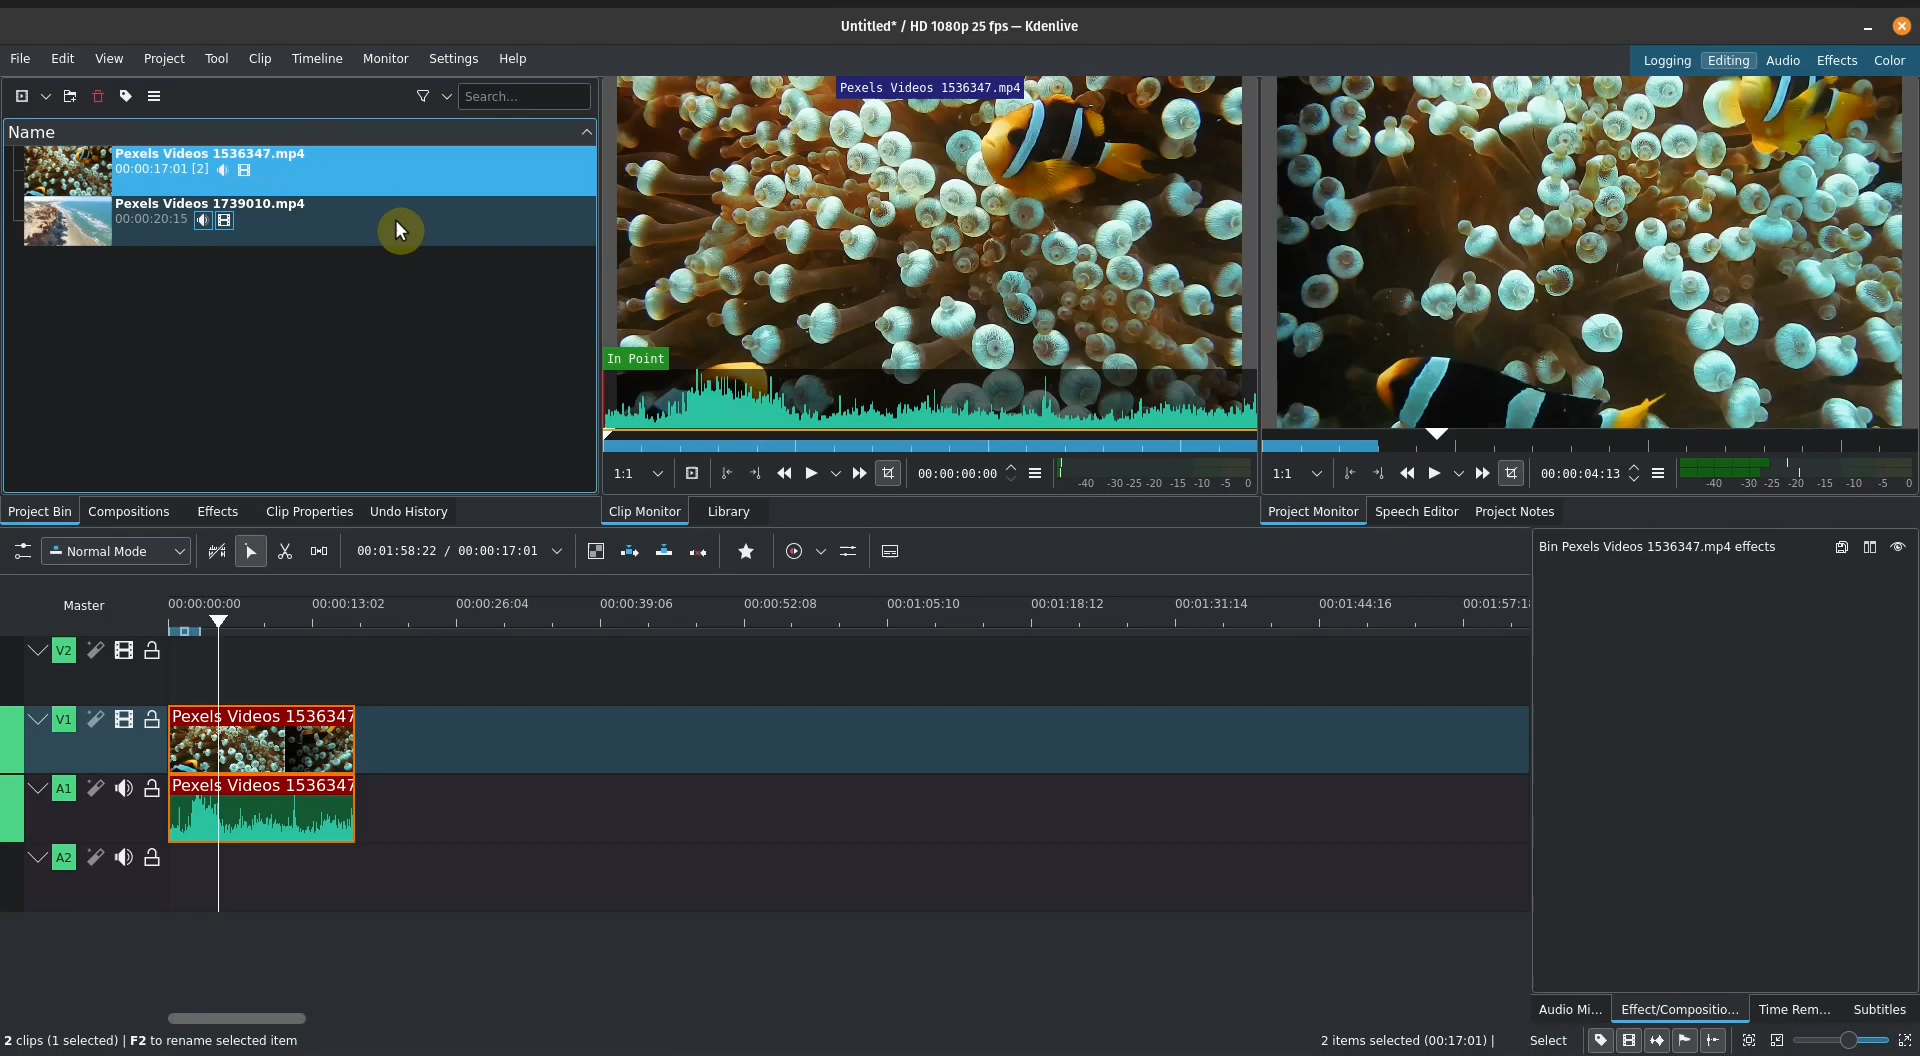 Untitled* / HD 1080p 25 fps — Kdenlive
File Edit View Project Tool Clip Timeline Monitor Settings Help
Logging Editing Audio Effects Color
Search...
Name
Pexels Videos 1536347.mp4
00:00:17:01 [2]
Pexels Videos 1739010.mp4
00:00:20:15
Pexels Videos 1536347.mp4
In Point
1:1
00:00:00:00
-40 -30 -25 -20 -15 -10 -5 0
1:1
00:00:04:13
-40 -30 -25 -20 -15 -10 -5 0
Project Bin Compositions Effects Clip Properties Undo History
Clip Monitor Library
Project Monitor Speech Editor Project Notes
Normal Mode
00:01:58:22 / 00:00:17:01
Bin Pexels Videos 1536347.mp4 effects
Master
00:00:00:00 00:00:13:02 00:00:26:04 00:00:39:06 00:00:52:08 00:01:05:10 00:01:18:12 00:01:31:14 00:01:44:16 00:01:57:18
V2
V1
Pexels Videos 1536347
A1
Pexels Videos 1536347
A2
Audio Mi... Effect/Compositio... Time Rem... Subtitles
2 clips (1 selected) | F2 to rename selected item
2 items selected (00:17:01) |
Select